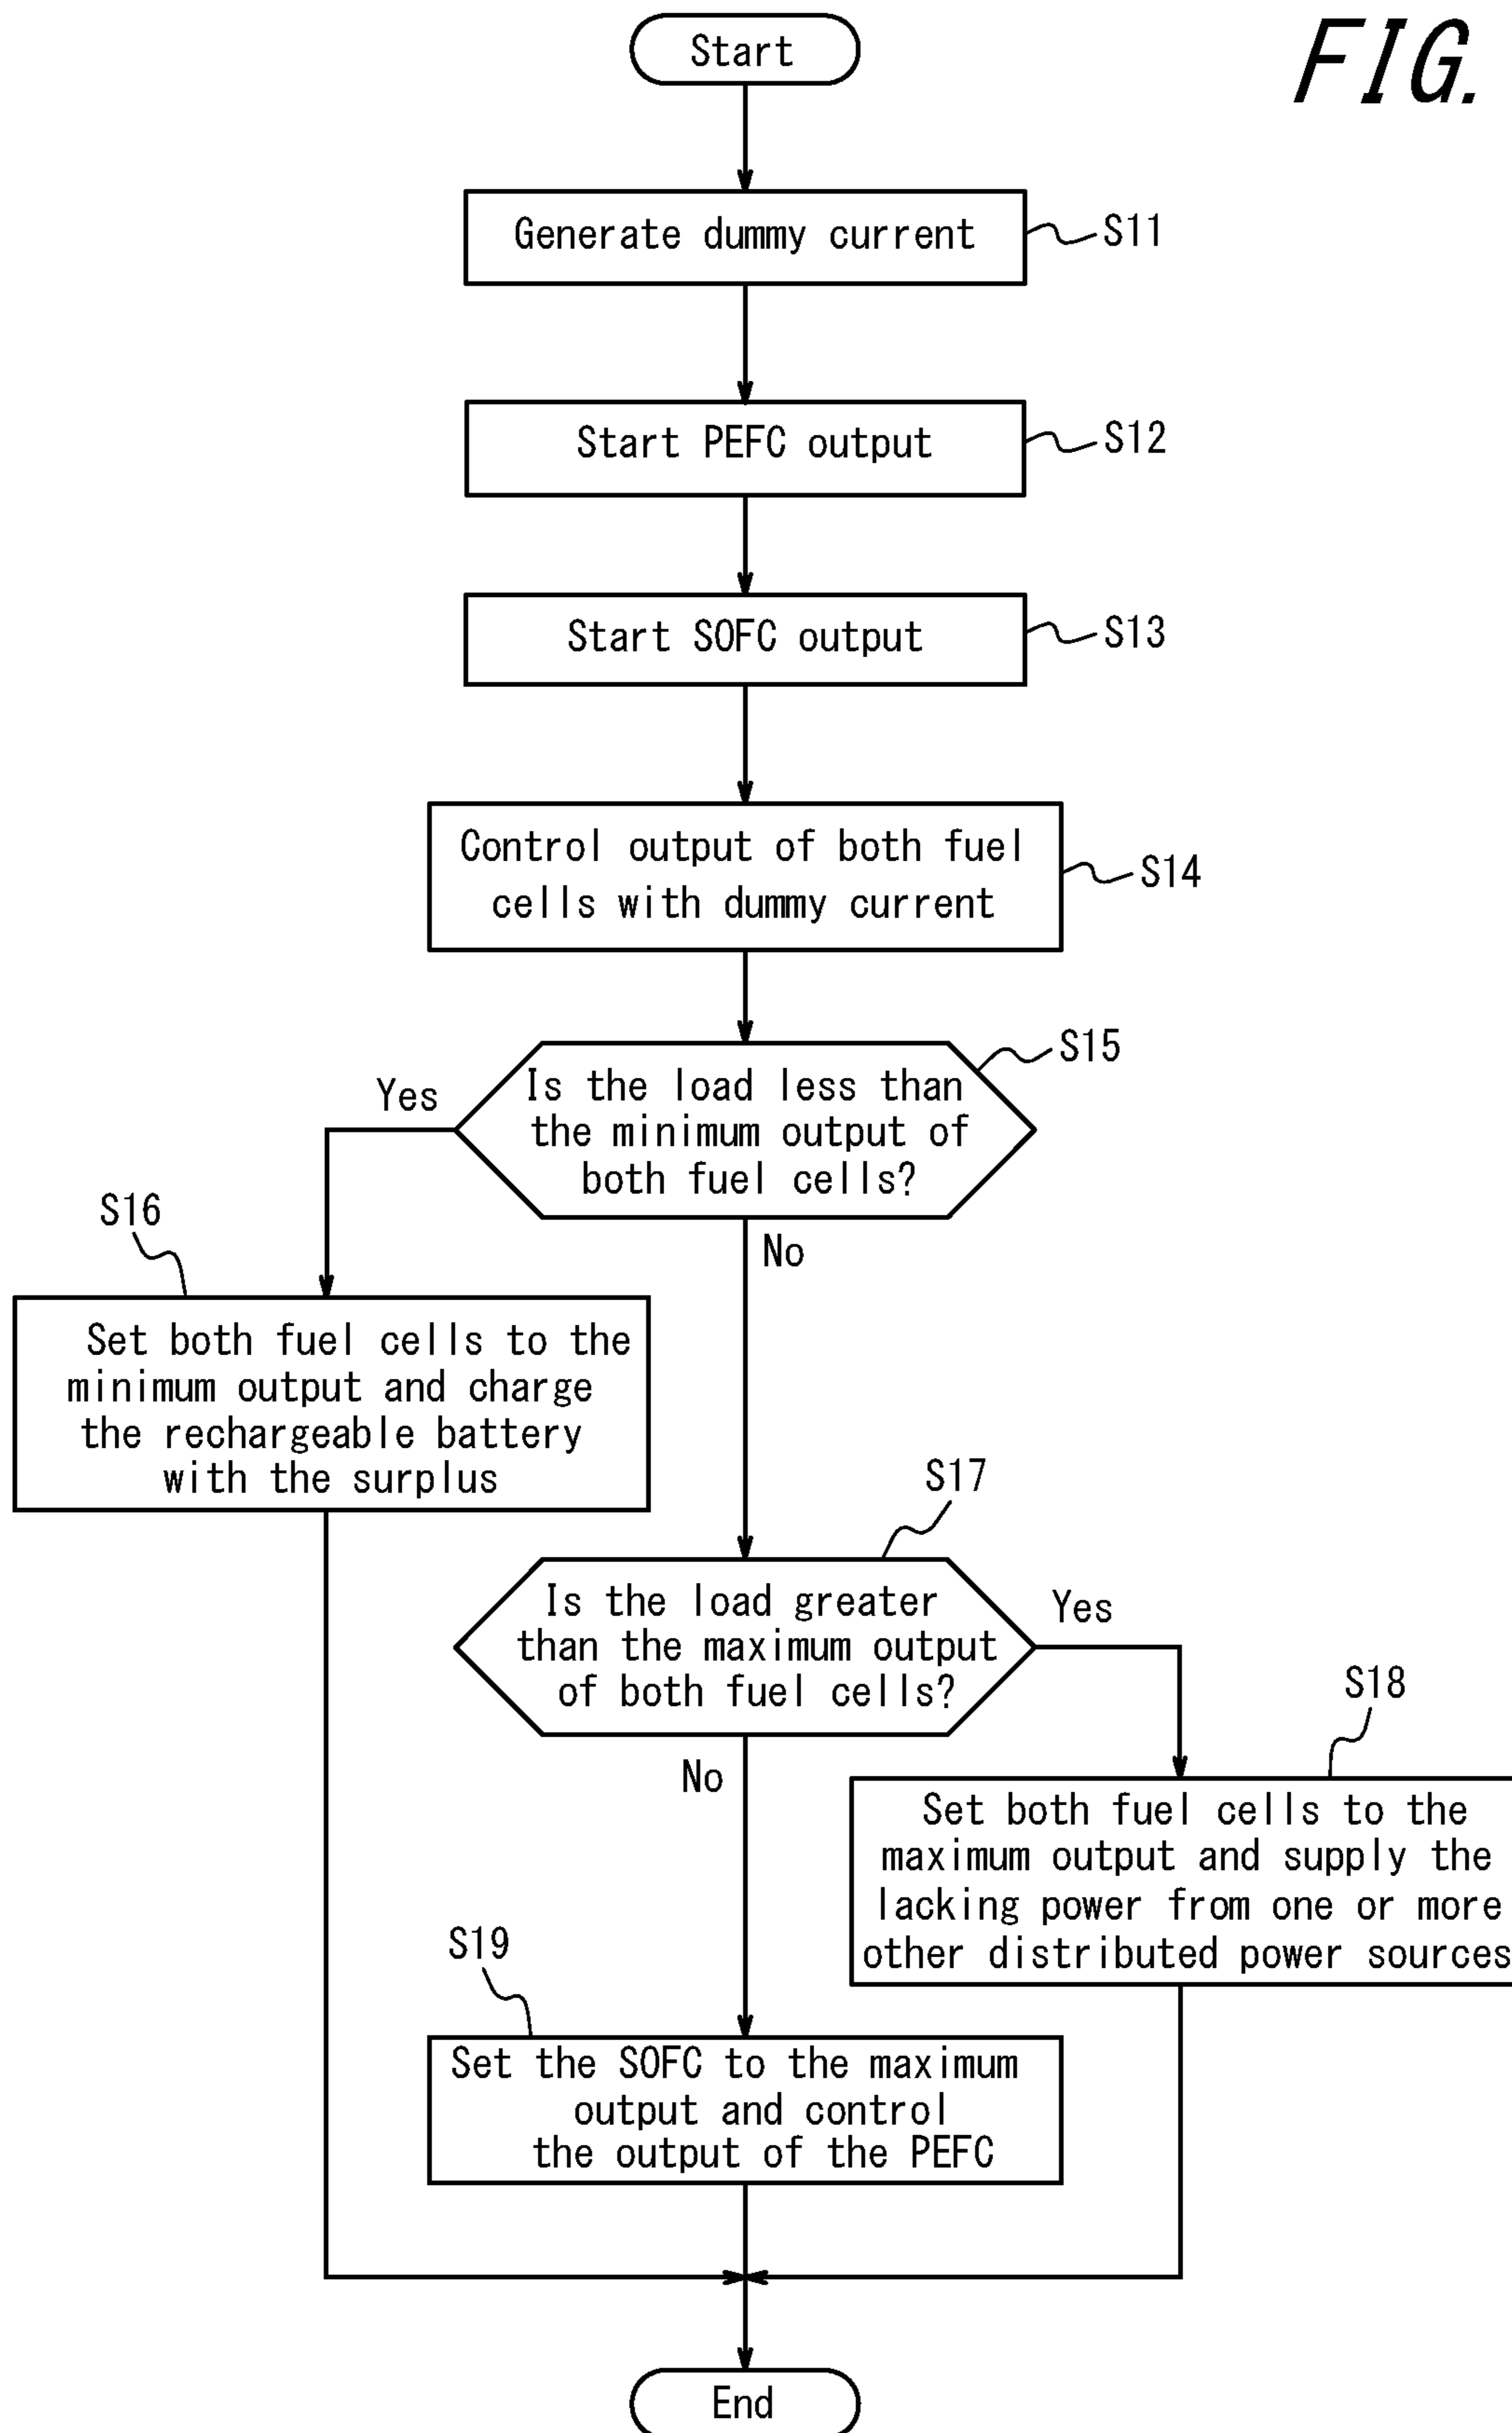 FIG.
Start
Generate dummy current
S11
Start PEFC output
S12
Start SOFC output
S13
Control output of both fuel
cells with dummy current
S14
S15
Is the load less than
the minimum output of
both fuel cells?
Yes
No
S16
Set both fuel cells to the
minimum output and charge
the rechargeable battery
with the surplus
S17
Is the load greater
than the maximum output
of both fuel cells?
Yes
No
S18
Set both fuel cells to the
maximum output and supply the
lacking power from one or more
other distributed power sources
S19
Set the SOFC to the maximum
output and control
the output of the PEFC
End